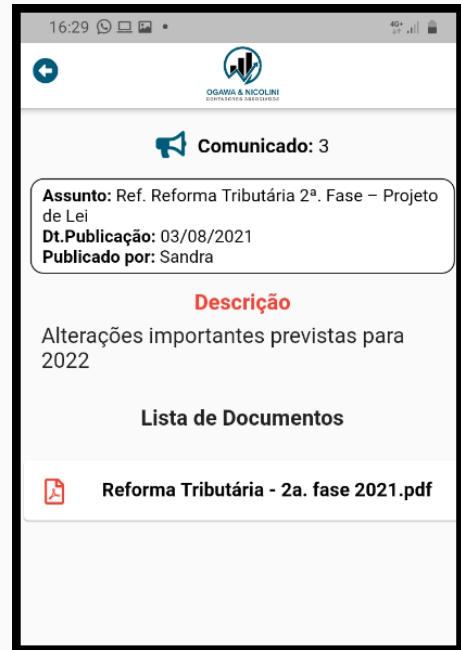 16:29
4G+
OGAWA & NICOLINI
CONTADORES ASSOCIADOS
Comunicado: 3
Assunto: Ref. Reforma Tributária 2ª. Fase – Projeto
de Lei
Dt.Publicação: 03/08/2021
Publicado por: Sandra
Descrição
Alterações importantes previstas para
2022
Lista de Documentos
Reforma Tributária - 2a. fase 2021.pdf